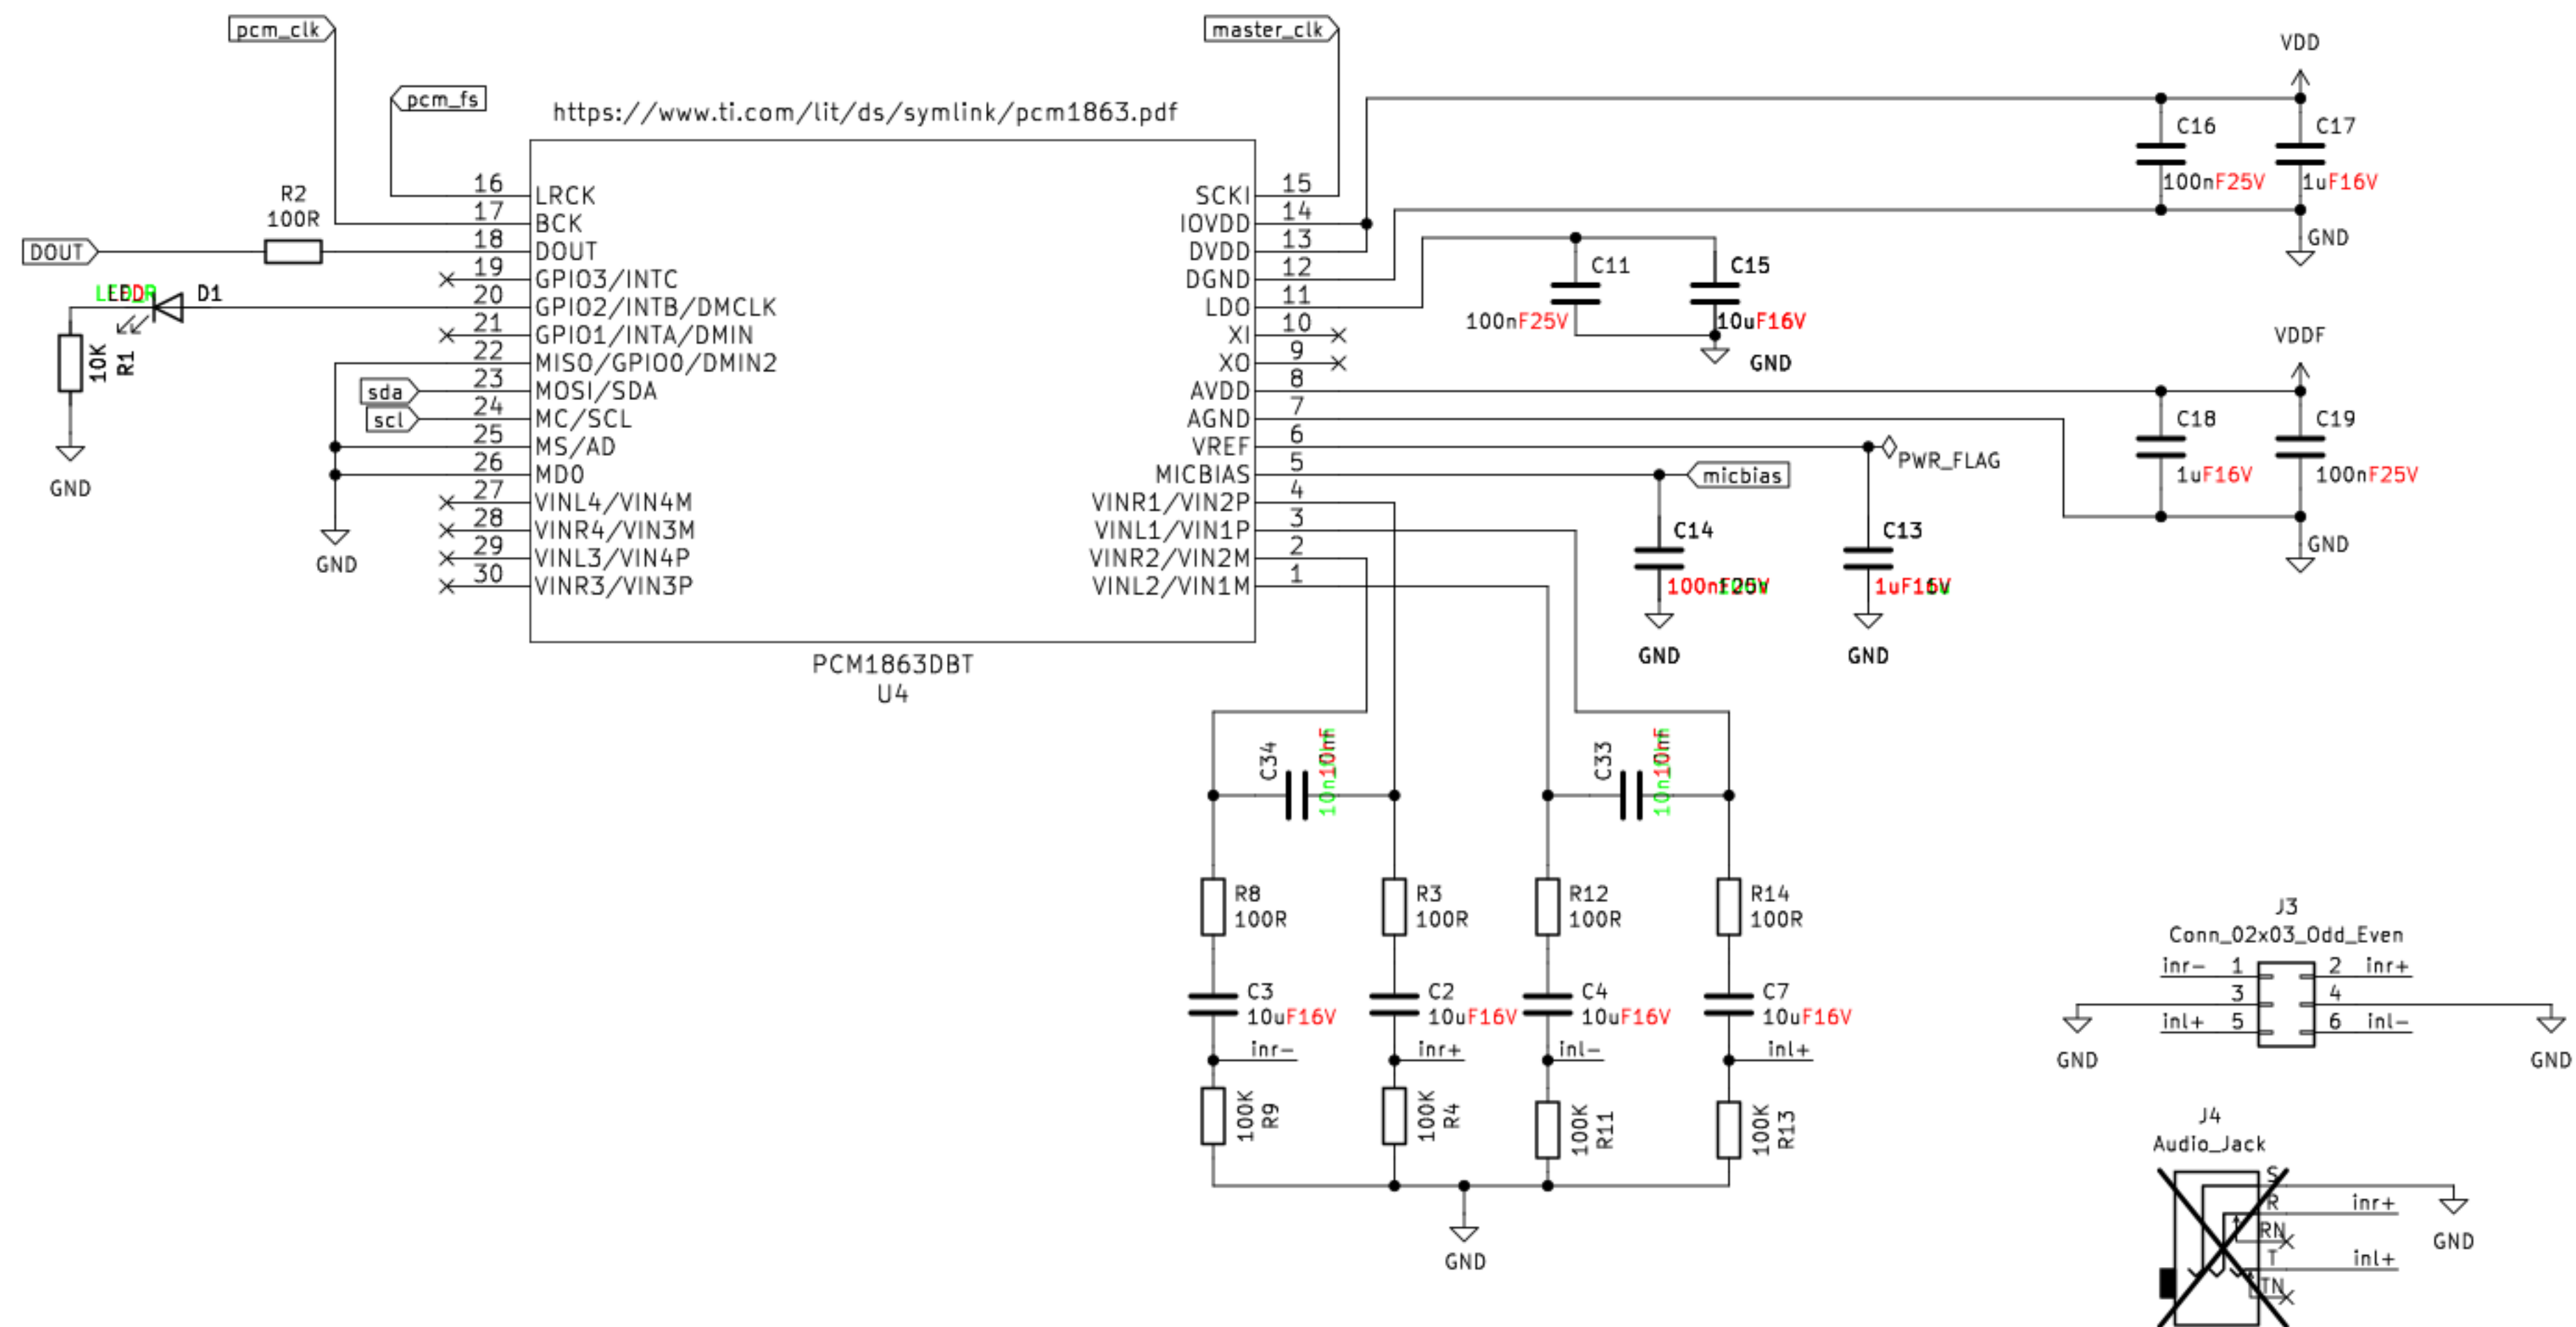 pcm_clk
master_clk
VDD
pcm_fs
https://www.ti.com/lit/ds/symlink/pcm1863.pdf
C16
C17
100nF25V
1uF16V
GND
R2
100R
DOUT
D1
10K
R1
GND
sda
scl
GND
16 LRCK
17 BCK
18 DOUT
19 GPIO3/INTC
20 GPIO2/INTB/DMCLK
21 GPIO1/INTA/DMIN
22 MISO/GPIO0/DMIN2
23 MOSI/SDA
24 MC/SCL
25 MS/AD
26 MD0
27 VINL4/VIN4M
28 VINR4/VIN3M
29 VINL3/VIN4P
30 VINR3/VIN3P
SCKI 15
IOVDD 14
DVDD 13
DGND 12
LDO 11
XI 10
XO 9
AVDD 8
AGND 7
VREF 6
MICBIAS 5
VINR1/VIN2P 4
VINL1/VIN1P 3
VINR2/VIN2M 2
VINL2/VIN1M 1
PCM1863DBT
U4
C11
C15
100nF25V
10uF16V
GND
VDDF
C18
C19
1uF16V
100nF25V
GND
PWR_FLAG
micbias
C14
C13
GND
GND
C34
C33
R8
100R
R3
100R
R12
100R
R14
100R
C3
10uF16V
C2
10uF16V
C4
10uF16V
C7
10uF16V
inr-
inr+
inl-
inl+
100K
R9
100K
R4
100K
R11
100K
R13
GND
J3
Conn_02x03_Odd_Even
inr- 1 2 inr+
3 4
inl+ 5 6 inl-
GND
GND
J4
Audio_Jack
S
R inr+
RN
GND
T inl+
TN